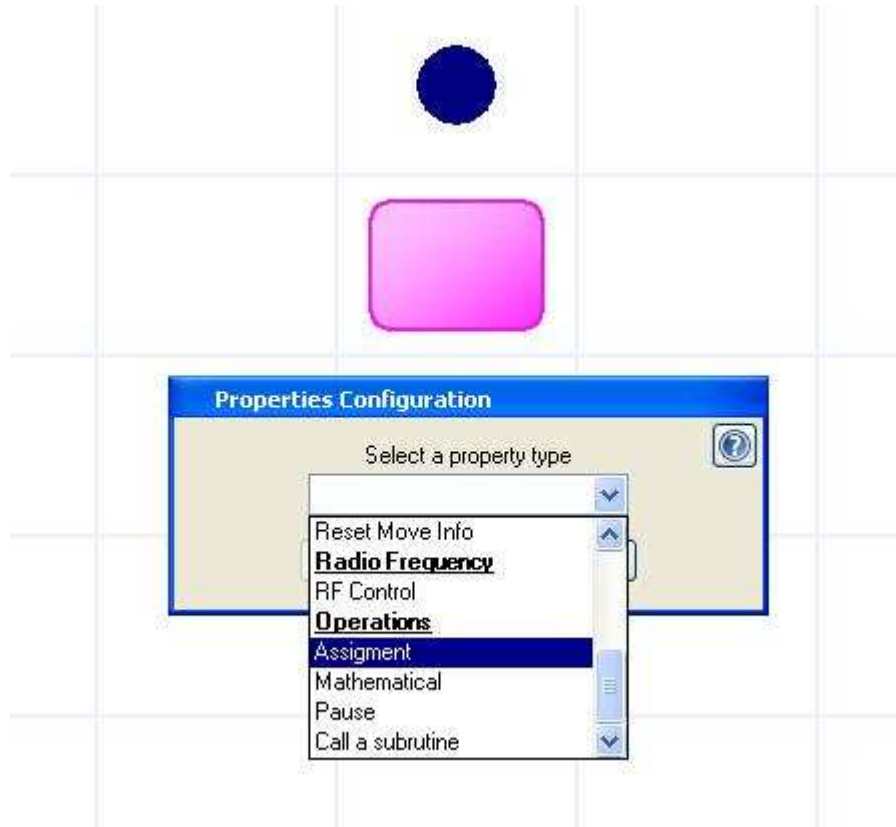 Properties Configuration
Select a property type
Reset Move Info
Radio Frequency
RF Control
Operations
Assigment
Mathematical
Pause
Call a subrutine